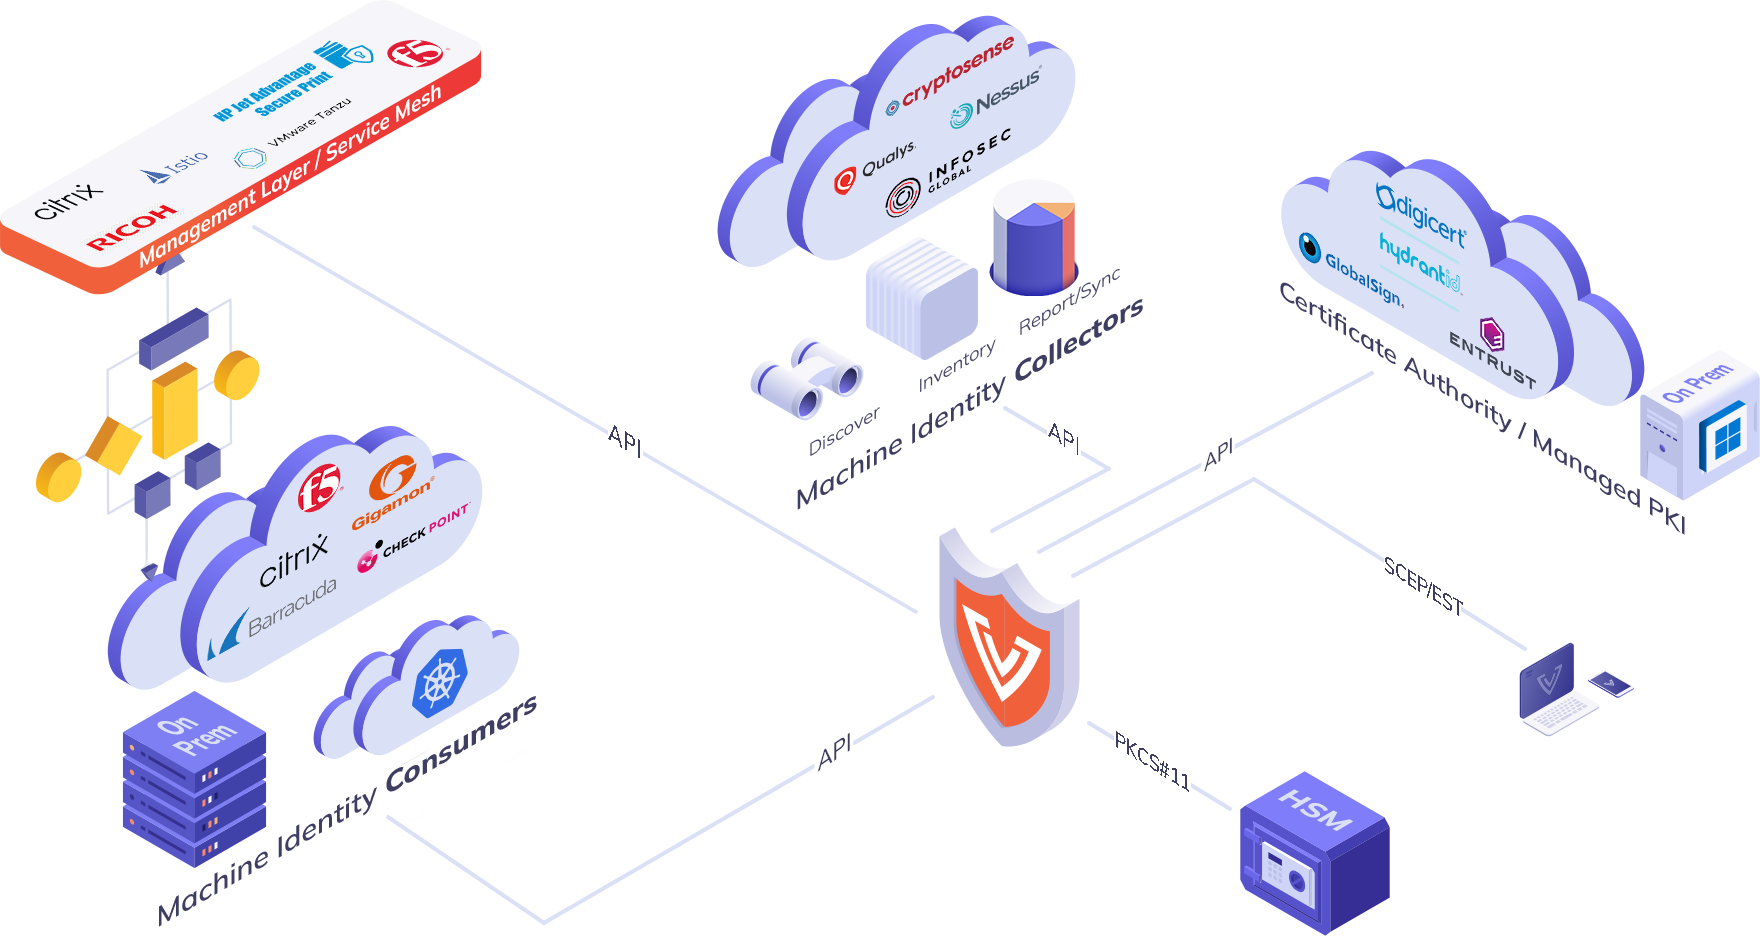 HP Jet Advantage
Secure Print
f5
VMware Tanzu
Istio
citrix
RICOH
Management Layer / Service Mesh
cryptosense
Nessus
Qualys.
INFOSEC
GLOBAL
Report/Sync
Inventory
Discover
Machine Identity Collectors
digicert
hydrantid
GlobalSign.
ENTRUST
On Prem
Certificate Authority / Managed PKI
API
API
API
SCEP/EST
f5
Gigamon
citrix
CHECK POINT
Barracuda
On
Prem
Machine Identity Consumers
API
PKCS#11
HSM